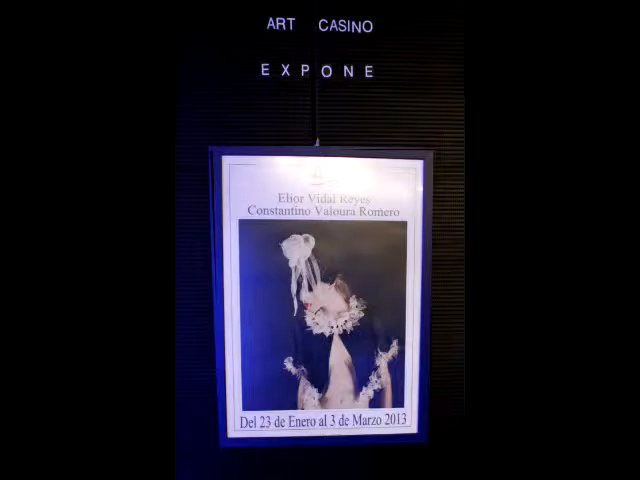 ART CASINO
EXPONE
Elior Vidal Reyes
Constantino Valoura Romero
Del 23 de Enero al 3 de Marzo 2013